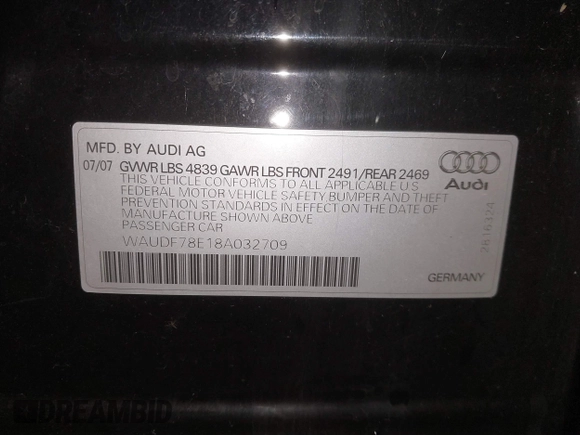 MFD. BY AUDI AG
07/07 GVWR LBS 4839 GAWR LBS FRONT 2491/REAR 2469
THIS VEHICLE CONFORMS TO ALL APPLICABLE U.S
FEDERAL MOTOR VEHICLE SAFETY, BUMPER AND THEFT
PREVENTION STANDARDS IN EFFECT ON THE DATE OF
MANUFACTURE SHOWN ABOVE
PASSENGER CAR
WAUDF78E18A032709
Audi
2616324
GERMANY
DREAMBID